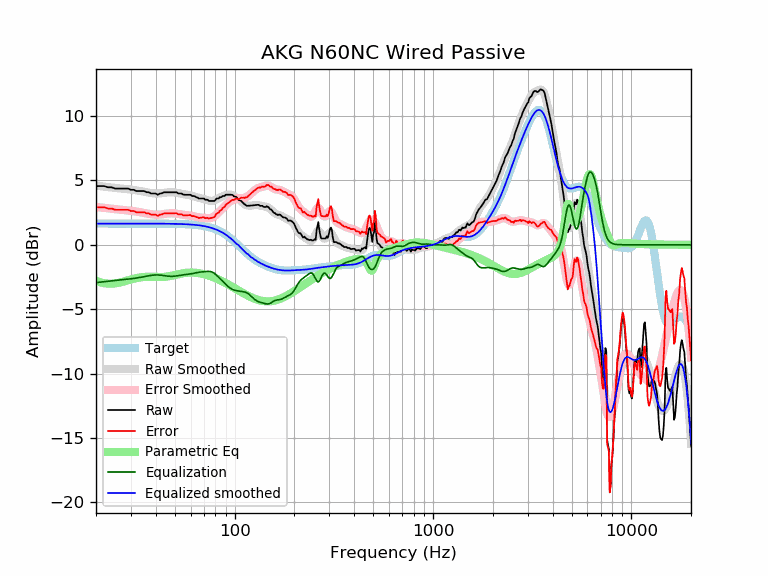 AKG N60NC Wired Passive
Amplitude (dBr)
10
5
0
−5
−10
−15
−20
Target
Raw Smoothed
Error Smoothed
Raw
Error
Parametric Eq
Equalization
Equalized smoothed
100
1000
10000
Frequency (Hz)